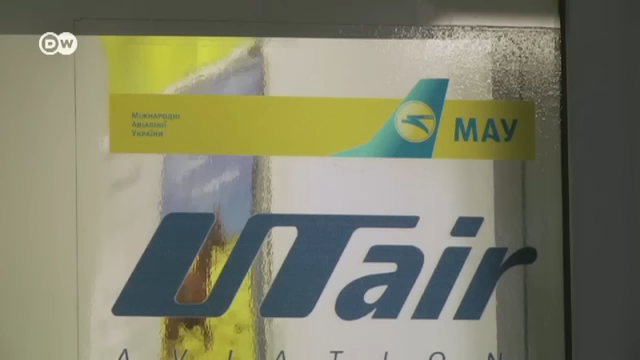 DW
МІЖНАРОДНІ
АВІАЛІНІЇ
УКРАЇНИ
МАУ
UTair
AVIATION